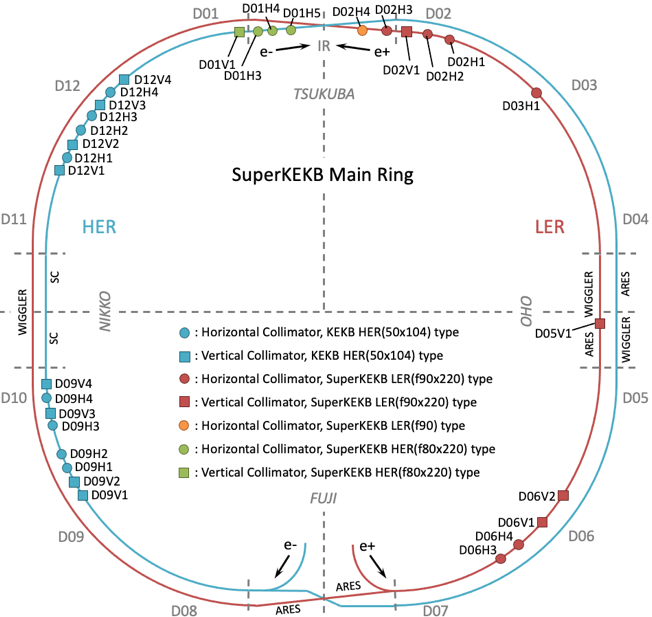 D01
D01H4
D01H5
D02H4
D02H3
D02
D01V1
D01H3
e-
IR
e+
D02V1
D02H2
D02H1
TSUKUBA
D12
D12V4
D12H4
D12V3
D12H3
D12H2
D12V2
D12H1
D12V1
D03
D03H1
SuperKEKB Main Ring
D11
HER
LER
D04
WIGGLER
SC
SC
NIKKO
OHO
WIGGLER
ARES
ARES
WIGGLER
D05V1
: Horizontal Collimator, KEKB HER(50x104) type
: Vertical Collimator, KEKB HER(50x104) type
: Horizontal Collimator, SuperKEKB LER(f90x220) type
: Vertical Collimator, SuperKEKB LER(f90x220) type
: Horizontal Collimator, SuperKEKB LER(f90) type
: Horizontal Collimator, SuperKEKB HER(f80x220) type
: Vertical Collimator, SuperKEKB HER(f80x220) type
D10
D09V4
D09H4
D09V3
D09H3
D09H2
D09H1
D09V2
D09V1
D05
FUJI
D06V2
D06V1
D06H4
D06H3
D06
D09
e-
e+
ARES
ARES
D08
D07